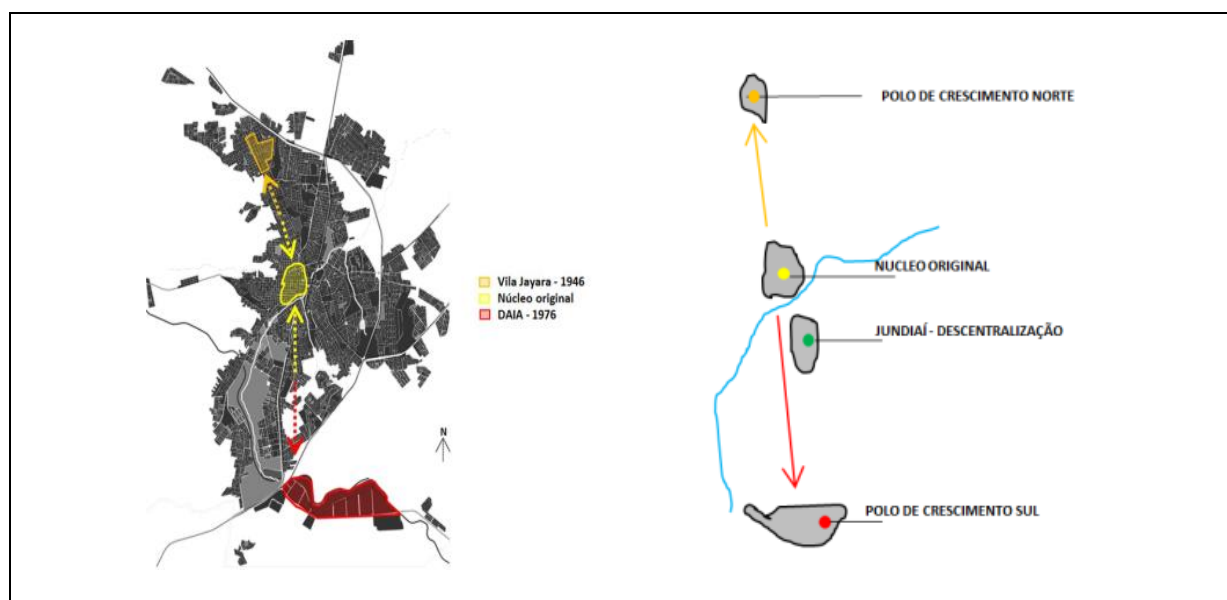 Vila Jayara - 1946
Núcleo original
DAIA - 1976
N
POLO DE CRESCIMENTO NORTE
NUCLEO ORIGINAL
JUNDIAÍ - DESCENTRALIZAÇÃO
POLO DE CRESCIMENTO SUL